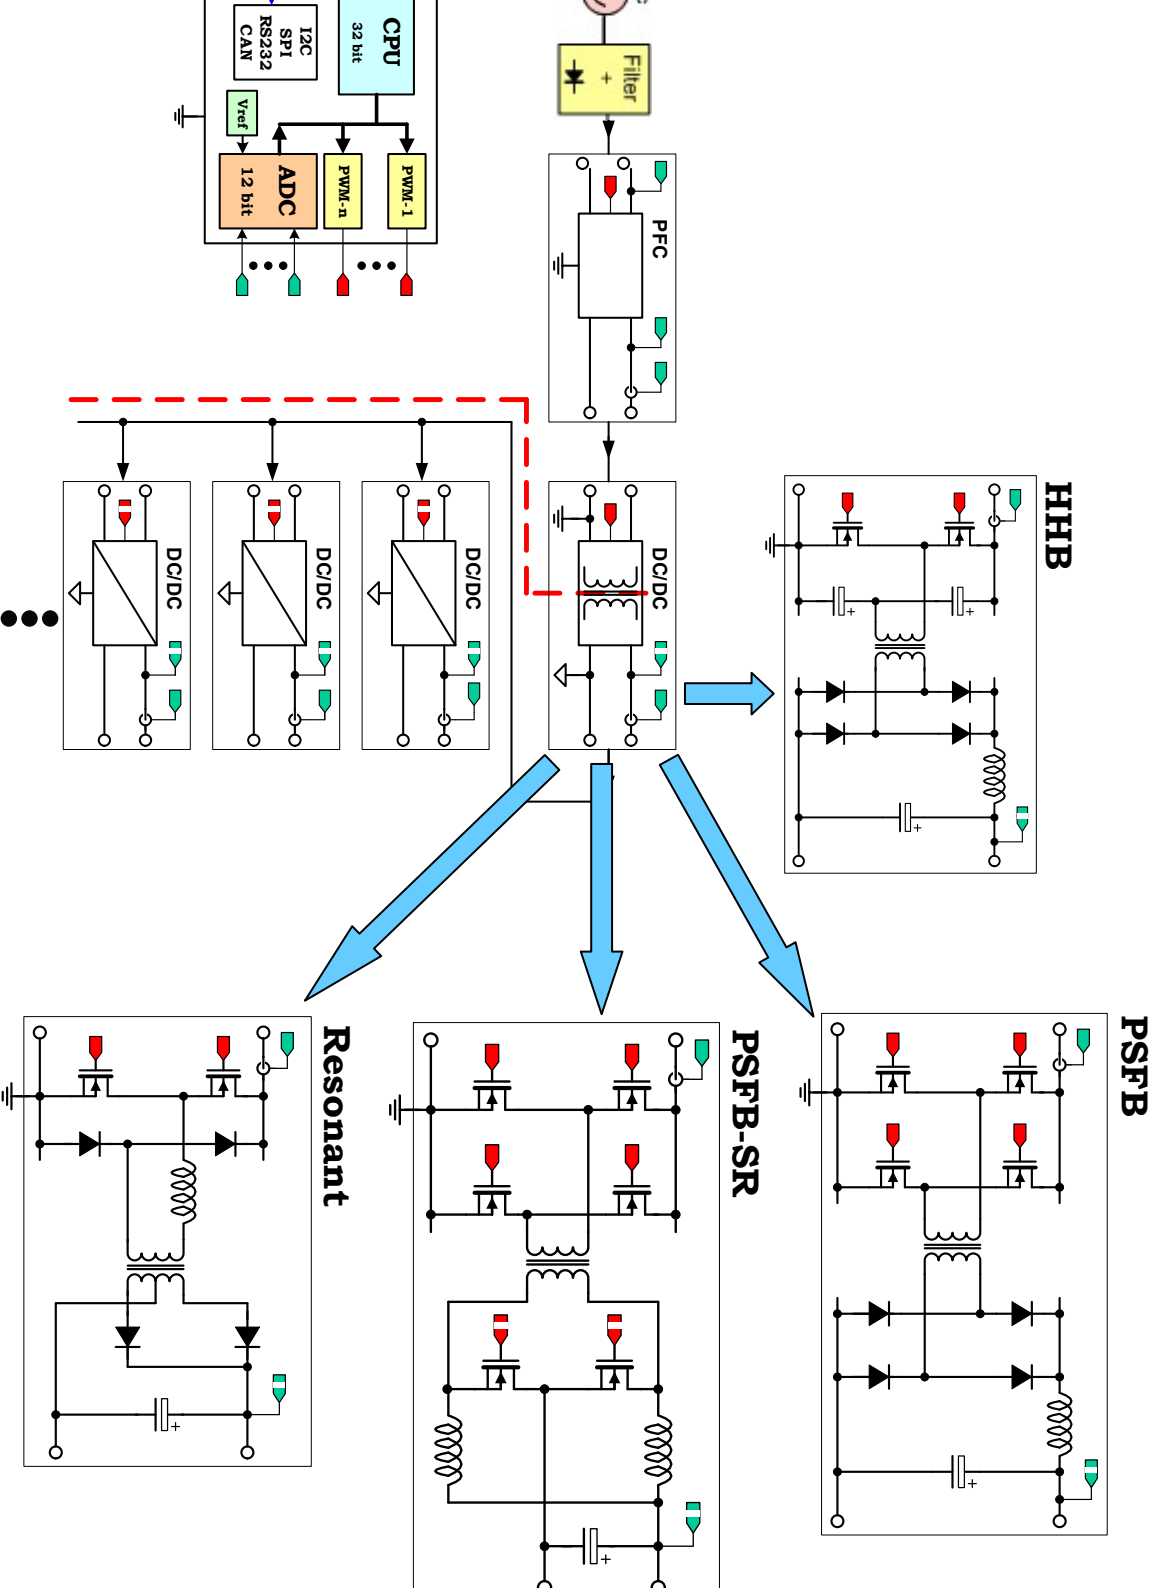 CPU
32 bit
I2C
SPI
RS232
CAN
Vref
ADC
12 bit
PWM-1
PWM-n
Filter
+
PFC
DC/DC
DC/DC
DC/DC
DC/DC
HHB
+
+
+
PSFB
+
PSFB-SR
+
Resonant
+